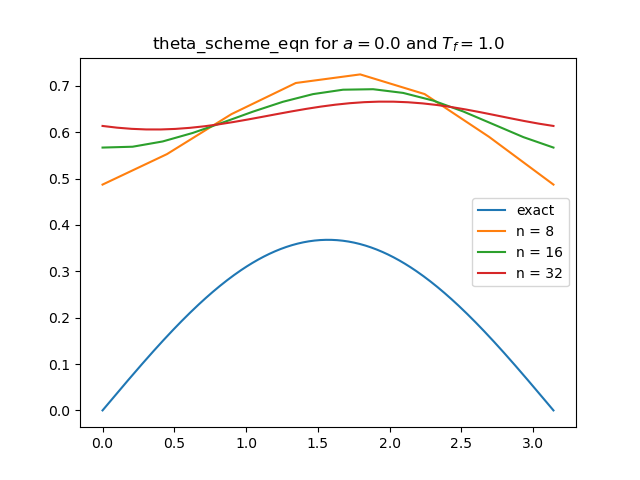 theta_scheme_eqn for a = 0.0 and T_f = 1.0
0.7
0.6
0.5
0.4
0.3
0.2
0.1
0.0
exact
n = 8
n = 16
n = 32
0.0 0.5 1.0 1.5 2.0 2.5 3.0